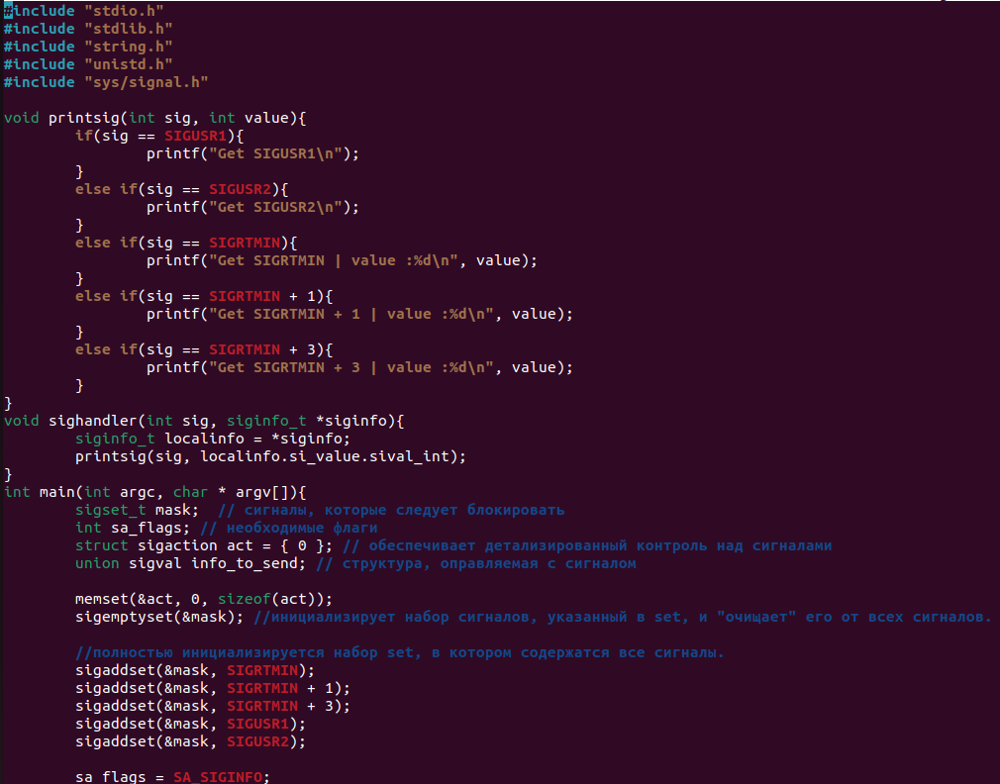 #include "stdio.h"
#include "stdlib.h"
#include "string.h"
#include "unistd.h"
#include "sys/signal.h"

void printsig(int sig, int value){
        if(sig == SIGUSR1){
                printf("Get SIGUSR1\n");
        }
        else if(sig == SIGUSR2){
                printf("Get SIGUSR2\n");
        }
        else if(sig == SIGRTMIN){
                printf("Get SIGRTMIN | value :%d\n", value);
        }
        else if(sig == SIGRTMIN + 1){
                printf("Get SIGRTMIN + 1 | value :%d\n", value);
        }
        else if(sig == SIGRTMIN + 3){
                printf("Get SIGRTMIN + 3 | value :%d\n", value);
        }
}
void sighandler(int sig, siginfo_t *siginfo){
        siginfo_t localinfo = *siginfo;
        printsig(sig, localinfo.si_value.sival_int);
}
int main(int argc, char * argv[]){
        sigset_t mask;  // сигналы, которые следует блокировать
        int sa_flags; // необходимые флаги
        struct sigaction act = { 0 }; // обеспечивает детализированный контроль над сигналами
        union sigval info_to_send; // структура, оправляемая с сигналом

        memset(&act, 0, sizeof(act));
        sigemptyset(&mask); //инициализирует набор сигналов, указанный в set, и "очищает" его от всех сигналов.

        //полностью инициализируется набор set, в котором содержатся все сигналы.
        sigaddset(&mask, SIGRTMIN);
        sigaddset(&mask, SIGRTMIN + 1);
        sigaddset(&mask, SIGRTMIN + 3);
        sigaddset(&mask, SIGUSR1);
        sigaddset(&mask, SIGUSR2);

        sa_flags = SA_SIGINFO;